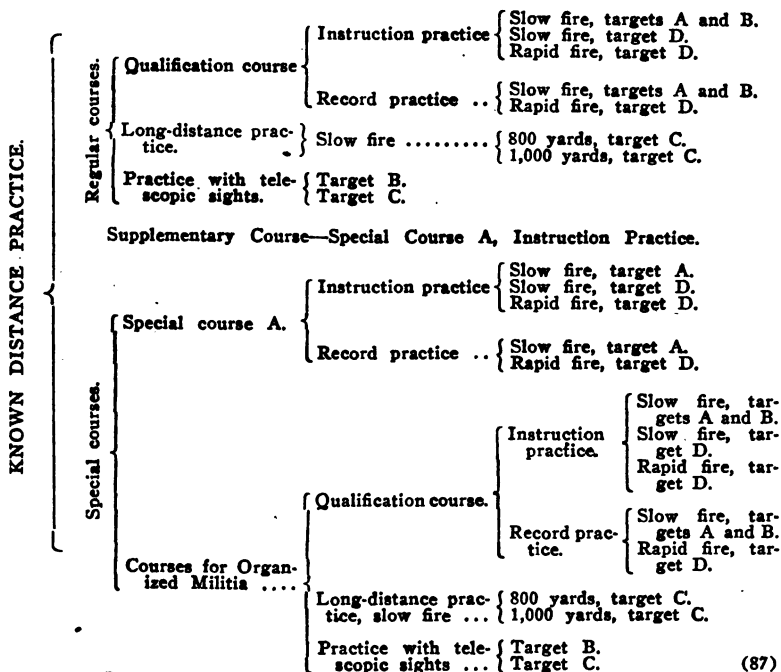 KNOWN DISTANCE PRACTICE.
Regular courses.
Qualification course
Instruction practice
Slow fire, targets A and B.
Slow fire, target D.
Rapid fire, target D.
Record practice ..
Slow fire, targets A and B.
Rapid fire, target D.
Long-distance prac-
tice.
Slow fire .........
800 yards, target C.
1,000 yards, target C.
Practice with tele-
scopic sights.
Target B.
Target C.
Supplementary Course—Special Course A, Instruction Practice.
Special courses.
Special course A.
Instruction practice
Slow fire, target A.
Slow fire, target D.
Rapid fire, target D.
Record practice ..
Slow fire, target A.
Rapid fire, target D.
Courses for Organ-
ized Militia ....
Qualification course.
Instruction
practice.
Slow fire, tar-
gets A and B.
Slow fire, tar-
get D.
Rapid fire, tar-
get D.
Record prac-
tice.
Slow fire, tar-
gets A and B.
Rapid fire, tar-
get D.
Long-distance prac-
tice, slow fire ...
800 yards, target C.
1,000 yards, target C.
Practice with tele-
scopic sights ...
Target B.
Target C.
(87)